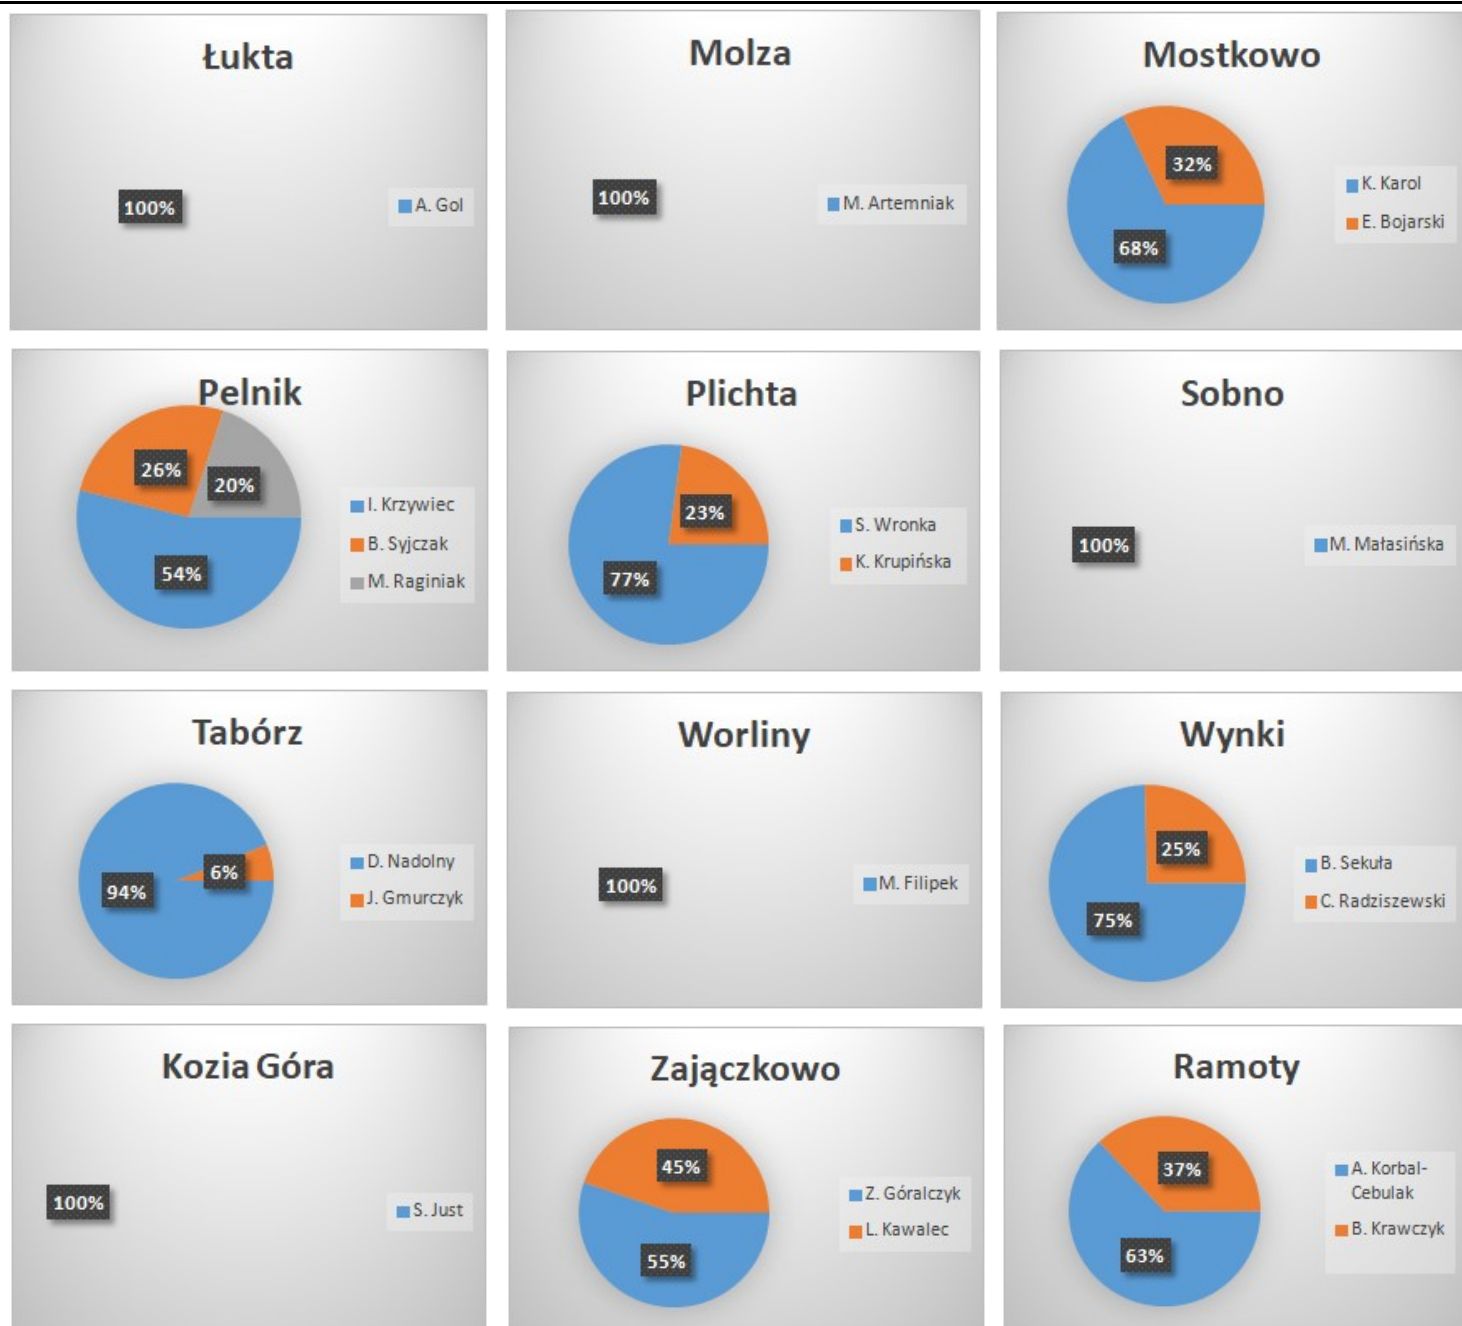 Łukta
100%
A. Gol
Molza
100%
M. Artemniak
Mostkowo
32%
68%
K. Karol
E. Bojarski
Pelnik
26%
20%
54%
I. Krzywiec
B. Syjczak
M. Raginiak
Plichta
23%
77%
S. Wronka
K. Krupińska
Sobno
100%
M. Małasińska
Tabórz
6%
94%
D. Nadolny
J. Gmurczyk
Worliny
100%
M. Filipek
Wynki
25%
75%
B. Sekuła
C. Radziszewski
Kozia Góra
100%
S. Just
Zajączkowo
45%
55%
Z. Góralczyk
L. Kawalec
Ramoty
37%
63%
A. Korbal-
Cebulak
B. Krawczyk